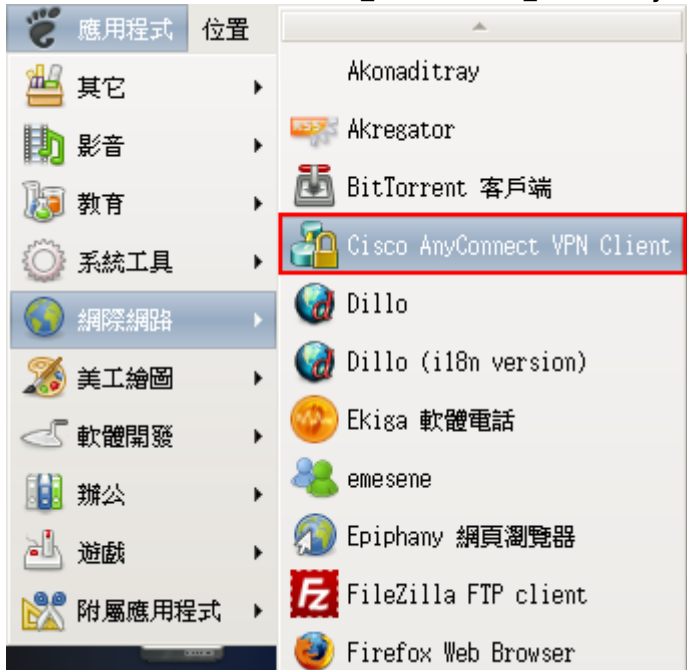 應用程式 位置
其它
影音
教育
系統工具
網際網路
美工繪圖
軟體開發
辦公
遊戲
附屬應用程式
Akonaditray
Akregator
BitTorrent 客戶端
Cisco AnyConnect VPN Client
Dillo
Dillo (i18n version)
Ekiga 軟體電話
emesene
Epiphany 網頁瀏覽器
FileZilla FTP client
Firefox Web Browser